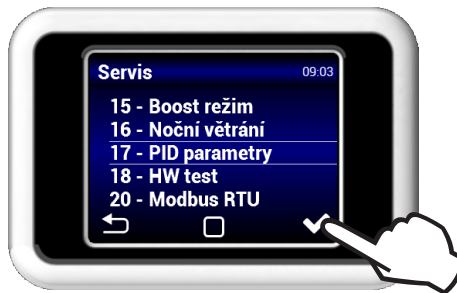 Servis 09:03
15 - Boost režim
16 - Noční větrání
17 - PID parametry
18 - HW test
20 - Modbus RTU